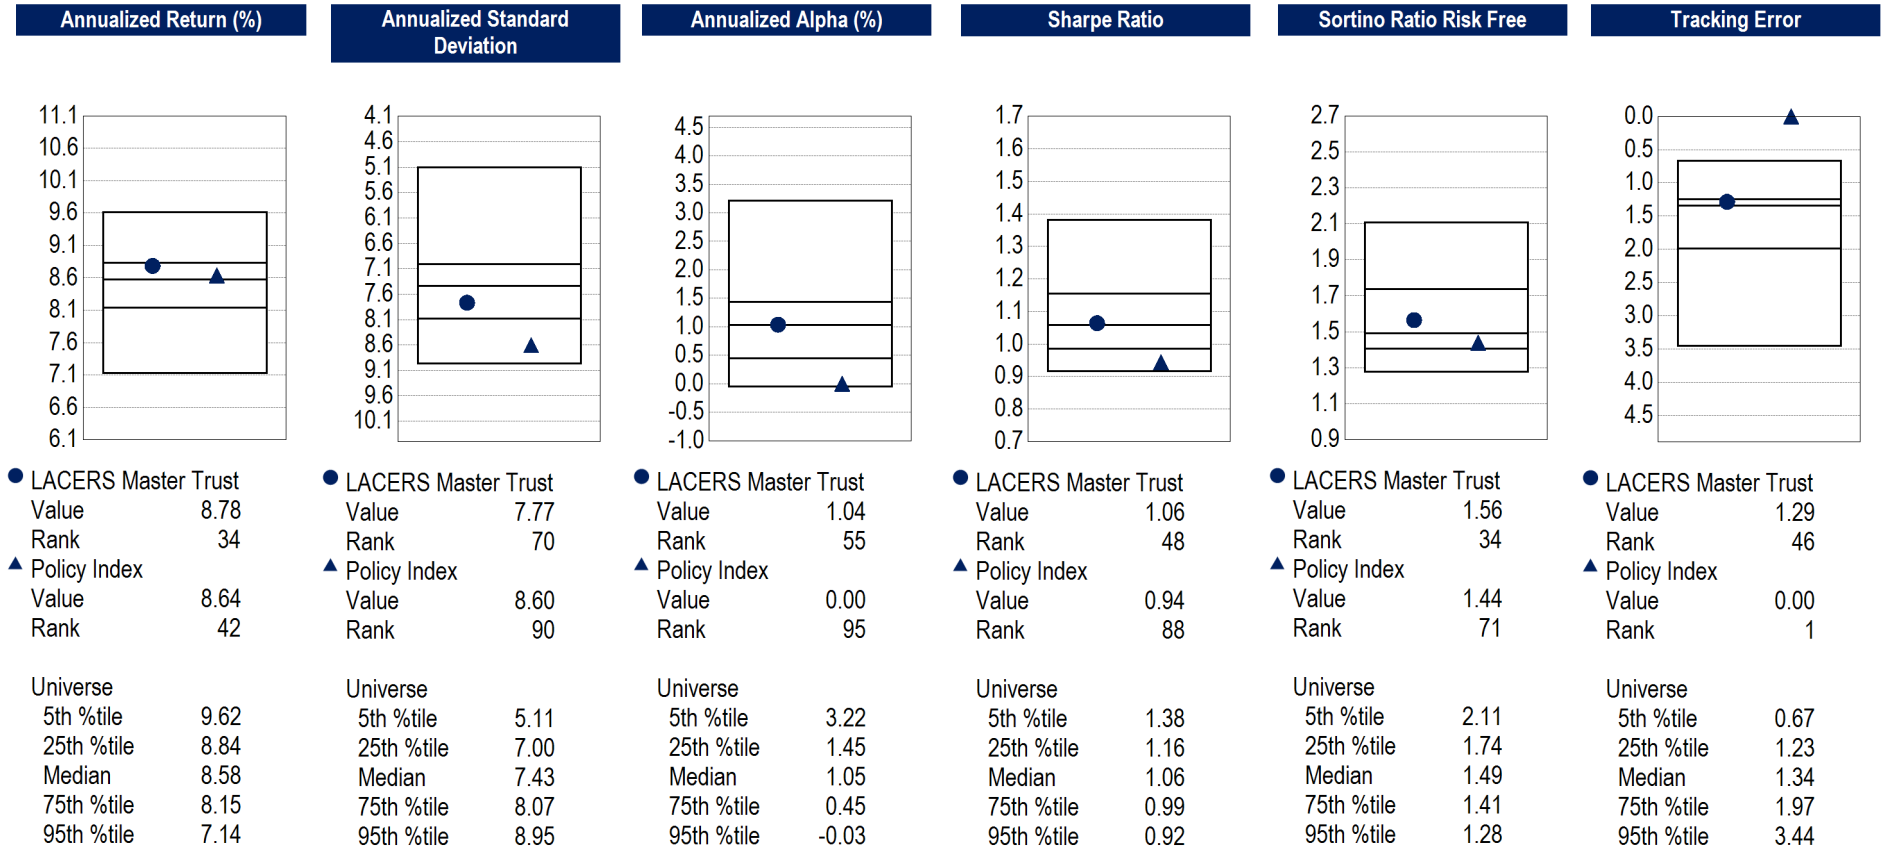 Annualized Return (%)
11.1
10.6
10.1
9.6
9.1
8.6
8.1
7.6
7.1
6.6
6.1
LACERS Master Trust
Value 8.78
Rank 34
Policy Index
Value 8.64
Rank 42
Universe
5th %tile 9.62
25th %tile 8.84
Median 8.58
75th %tile 8.15
95th %tile 7.14
Annualized Standard
Deviation
4.1
4.6
5.1
5.6
6.1
6.6
7.1
7.6
8.1
8.6
9.1
9.6
10.1
LACERS Master Trust
Value 7.77
Rank 70
Policy Index
Value 8.60
Rank 90
Universe
5th %tile 5.11
25th %tile 7.00
Median 7.43
75th %tile 8.07
95th %tile 8.95
Annualized Alpha (%)
4.5
4.0
3.5
3.0
2.5
2.0
1.5
1.0
0.5
0.0
-0.5
-1.0
LACERS Master Trust
Value 1.04
Rank 55
Policy Index
Value 0.00
Rank 95
Universe
5th %tile 3.22
25th %tile 1.45
Median 1.05
75th %tile 0.45
95th %tile -0.03
Sharpe Ratio
1.7
1.6
1.5
1.4
1.3
1.2
1.1
1.0
0.9
0.8
0.7
LACERS Master Trust
Value 1.06
Rank 48
Policy Index
Value 0.94
Rank 88
Universe
5th %tile 1.38
25th %tile 1.16
Median 1.06
75th %tile 0.99
95th %tile 0.92
Sortino Ratio Risk Free
2.7
2.5
2.3
2.1
1.9
1.7
1.5
1.3
1.1
0.9
LACERS Master Trust
Value 1.56
Rank 34
Policy Index
Value 1.44
Rank 71
Universe
5th %tile 2.11
25th %tile 1.74
Median 1.49
75th %tile 1.41
95th %tile 1.28
Tracking Error
0.0
0.5
1.0
1.5
2.0
2.5
3.0
3.5
4.0
4.5
LACERS Master Trust
Value 1.29
Rank 46
Policy Index
Value 0.00
Rank 1
Universe
5th %tile 0.67
25th %tile 1.23
Median 1.34
75th %tile 1.97
95th %tile 3.44